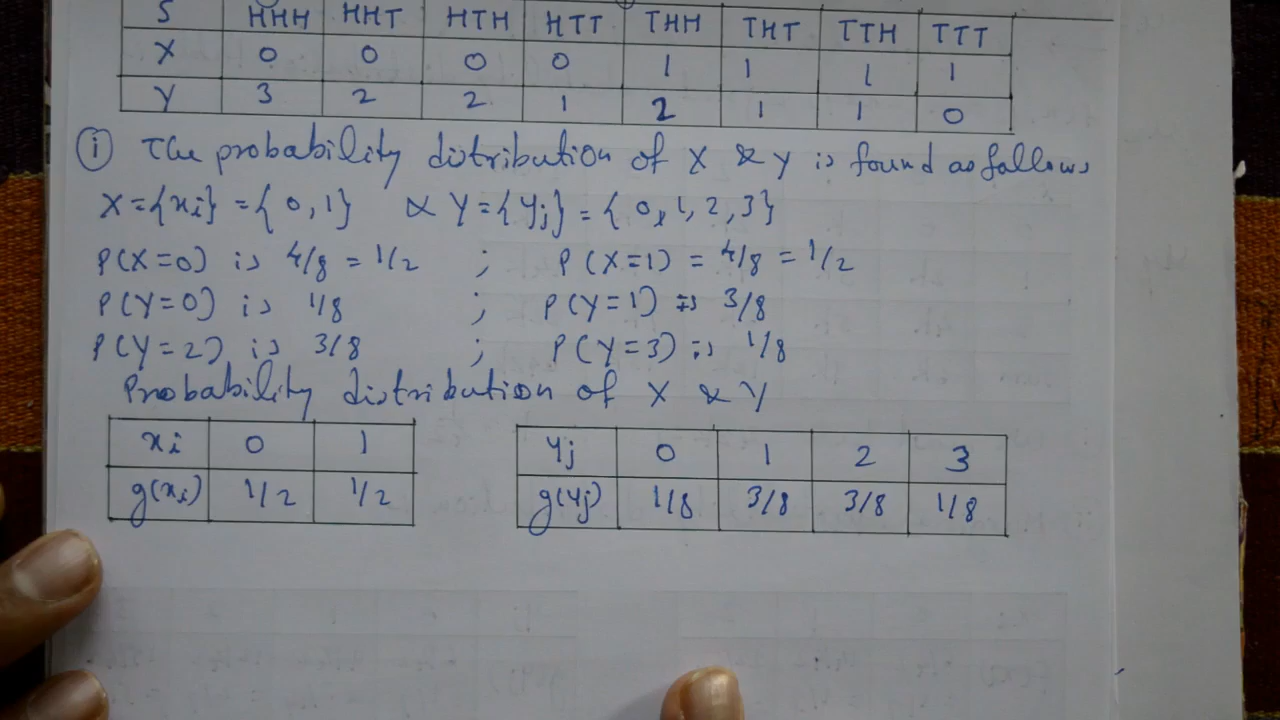 S HHH HHT HTH HTT THH THT TTH TTT
X 0 0 0 0 1 1 1 1
Y 3 2 2 1 2 1 1 0
(i) The probability distribution of X & Y is found as follows
X = {xi} = {0, 1} & Y = {yj} = {0, 1, 2, 3}
P(X=0) is 4/8 = 1/2 ; P(X=1) = 4/8 = 1/2
P(Y=0) is 1/8 ; P(Y=1) is 3/8
P(Y=2) is 3/8 ; P(Y=3) is 1/8
Probability distribution of X & Y
xi 0 1 yj 0 1 2 3
g(xi) 1/2 1/2 g(yj) 1/8 3/8 3/8 1/8